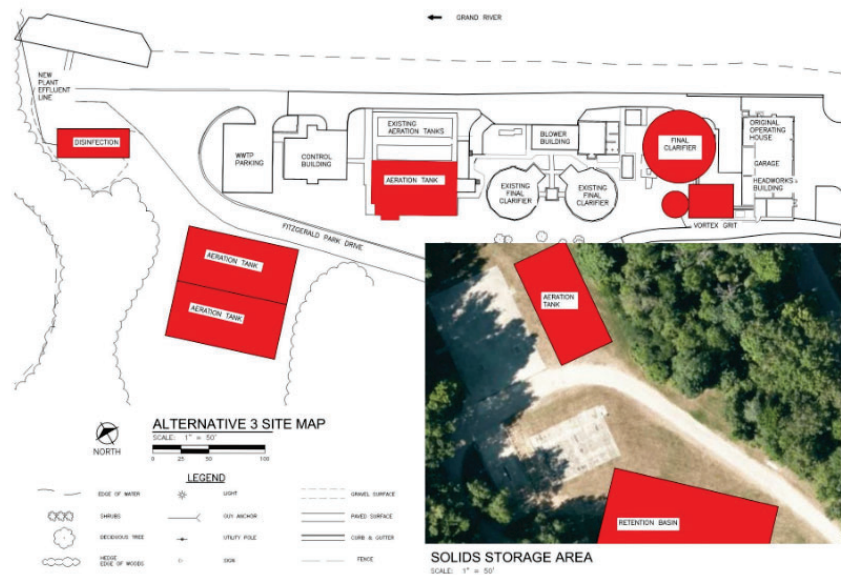 GRAND RIVER
NEW
PLANT
EFFLUENT
LINE
DISINFECTION
WWTP
PARKING
CONTROL
BUILDING
EXISTING
AERATION TANKS
AERATION TANK
BLOWER
BUILDING
EXISTING
FINAL
CLARIFIER
EXISTING
FINAL
CLARIFIER
FINAL
CLARIFIER
ORIGINAL
OPERATING
HOUSE
GARAGE
HEADWORKS
BUILDING
VORTEX GRIT
FITZGERALD PARK DRIVE
AERATION TANK
AERATION TANK
AERATION
TANK
RETENTION BASIN
NORTH
ALTERNATIVE 3 SITE MAP
SCALE: 1" = 50'
0 25 50 100
LEGEND
EDGE OF WATER
LIGHT
GRAVEL SURFACE
SHRUBS
GUY ANCHOR
PAVED SURFACE
DECIDUOUS TREE
UTILITY POLE
CURB & GUTTER
HEDGE
EDGE OF WOODS
SIGN
FENCE
SOLIDS STORAGE AREA
SCALE: 1" = 50'